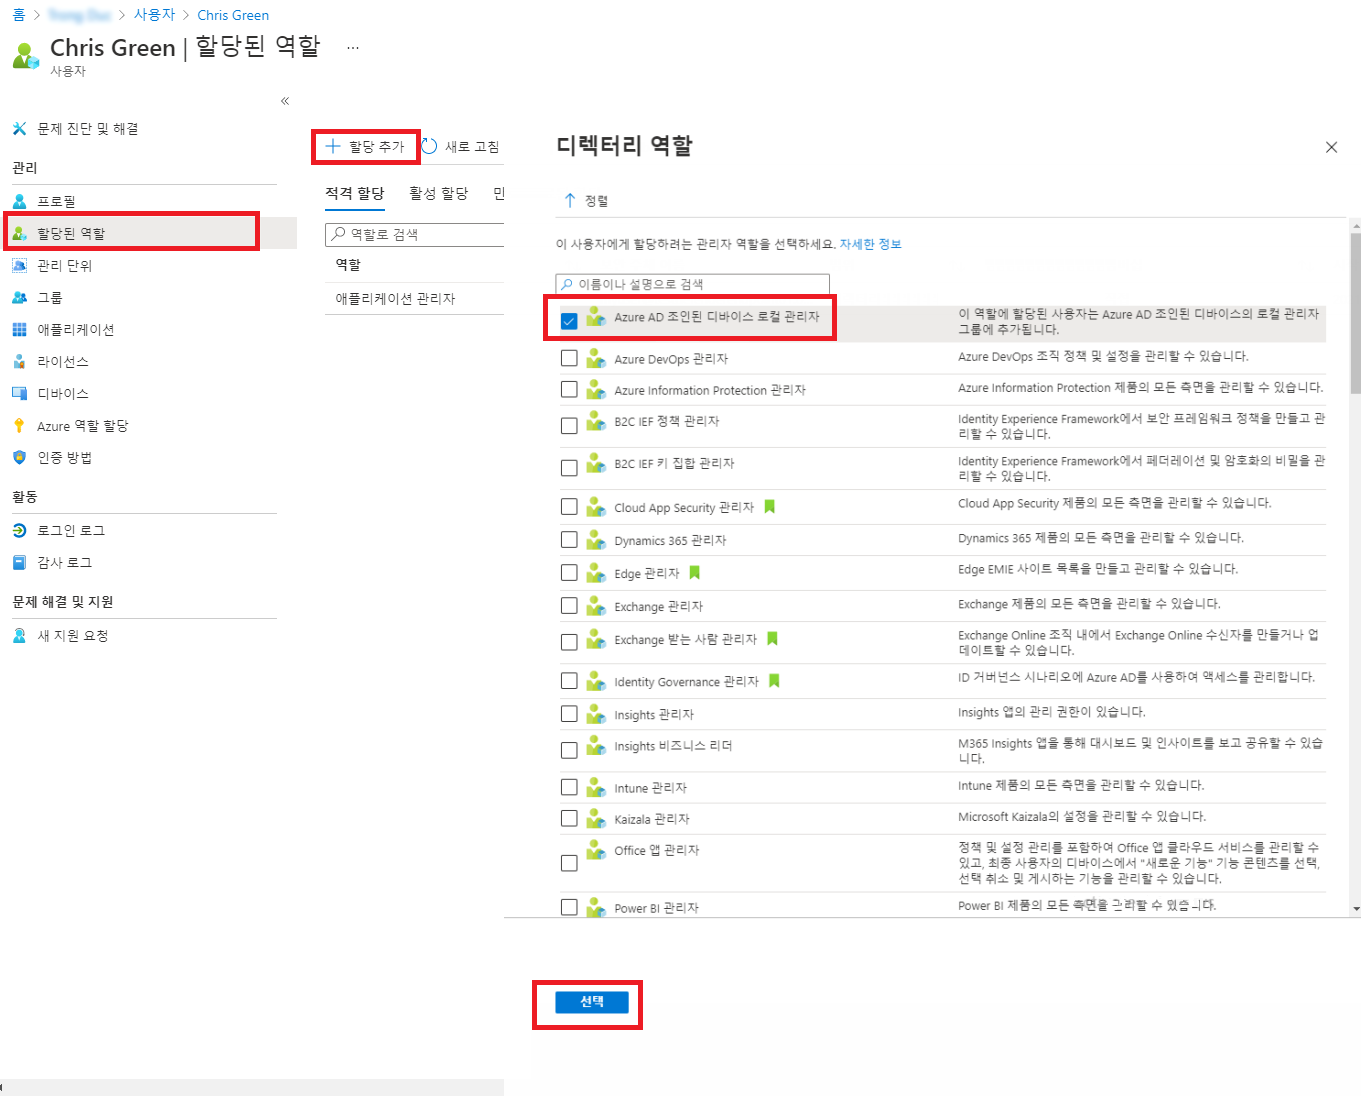 홈 > > 사용자 > Chris Green
Chris Green | 할당된 역할 ...
사용자
«
문제 진단 및 해결
관리
프로필
할당된 역할
관리 단위
그룹
애플리케이션
라이선스
디바이스
Azure 역할 할당
인증 방법
활동
로그인 로그
감사 로그
문제 해결 및 지원
새 지원 요청
할당 추가 새로 고침
적격 할당 활성 할당 만
역할로 검색
역할
애플리케이션 관리자
디렉터리 역할
정렬
이 사용자에게 할당하려는 관리자 역할을 선택하세요. 자세한 정보
이름이나 설명으로 검색
Azure AD 조인된 디바이스 로컬 관리자 이 역할에 할당된 사용자는 Azure AD 조인된 디바이스의 로컬 관리자
그룹에 추가됩니다.
Azure DevOps 관리자 Azure DevOps 조직 정책 및 설정을 관리할 수 있습니다.
Azure Information Protection 관리자 Azure Information Protection 제품의 모든 측면을 관리할 수 있습니다.
B2C IEF 정책 관리자 Identity Experience Framework에서 보안 프레임워크 정책을 만들고 관
리할 수 있습니다.
B2C IEF 키 집합 관리자 Identity Experience Framework에서 페더레이션 및 암호화의 비밀을 관
리할 수 있습니다.
Cloud App Security 관리자 Cloud App Security 제품의 모든 측면을 관리할 수 있습니다.
Dynamics 365 관리자 Dynamics 365 제품의 모든 측면을 관리할 수 있습니다.
Edge 관리자 Edge EMIE 사이트 목록을 만들고 관리할 수 있습니다.
Exchange 관리자 Exchange 제품의 모든 측면을 관리할 수 있습니다.
Exchange 받는 사람 관리자 Exchange Online 조직 내에서 Exchange Online 수신자를 만들거나 업
데이트할 수 있습니다.
Identity Governance 관리자 ID 거버넌스 시나리오에 Azure AD를 사용하여 액세스를 관리합니다.
Insights 관리자 Insights 앱의 관리 권한이 있습니다.
Insights 비즈니스 리더 M365 Insights 앱을 통해 대시보드 및 인사이트를 보고 공유할 수 있습
니다.
Intune 관리자 Intune 제품의 모든 측면을 관리할 수 있습니다.
Kaizala 관리자 Microsoft Kaizala의 설정을 관리할 수 있습니다.
Office 앱 관리자 정책 및 설정 관리를 포함하여 Office 앱 클라우드 서비스를 관리할 수
있고, 최종 사용자의 디바이스에서 "새로운 기능" 기능 콘텐츠를 선택,
선택 취소 및 게시하는 기능을 관리할 수 있습니다.
Power BI 관리자 Power BI 제품의 모든 측면을 관리할 수 있습니다.
선택